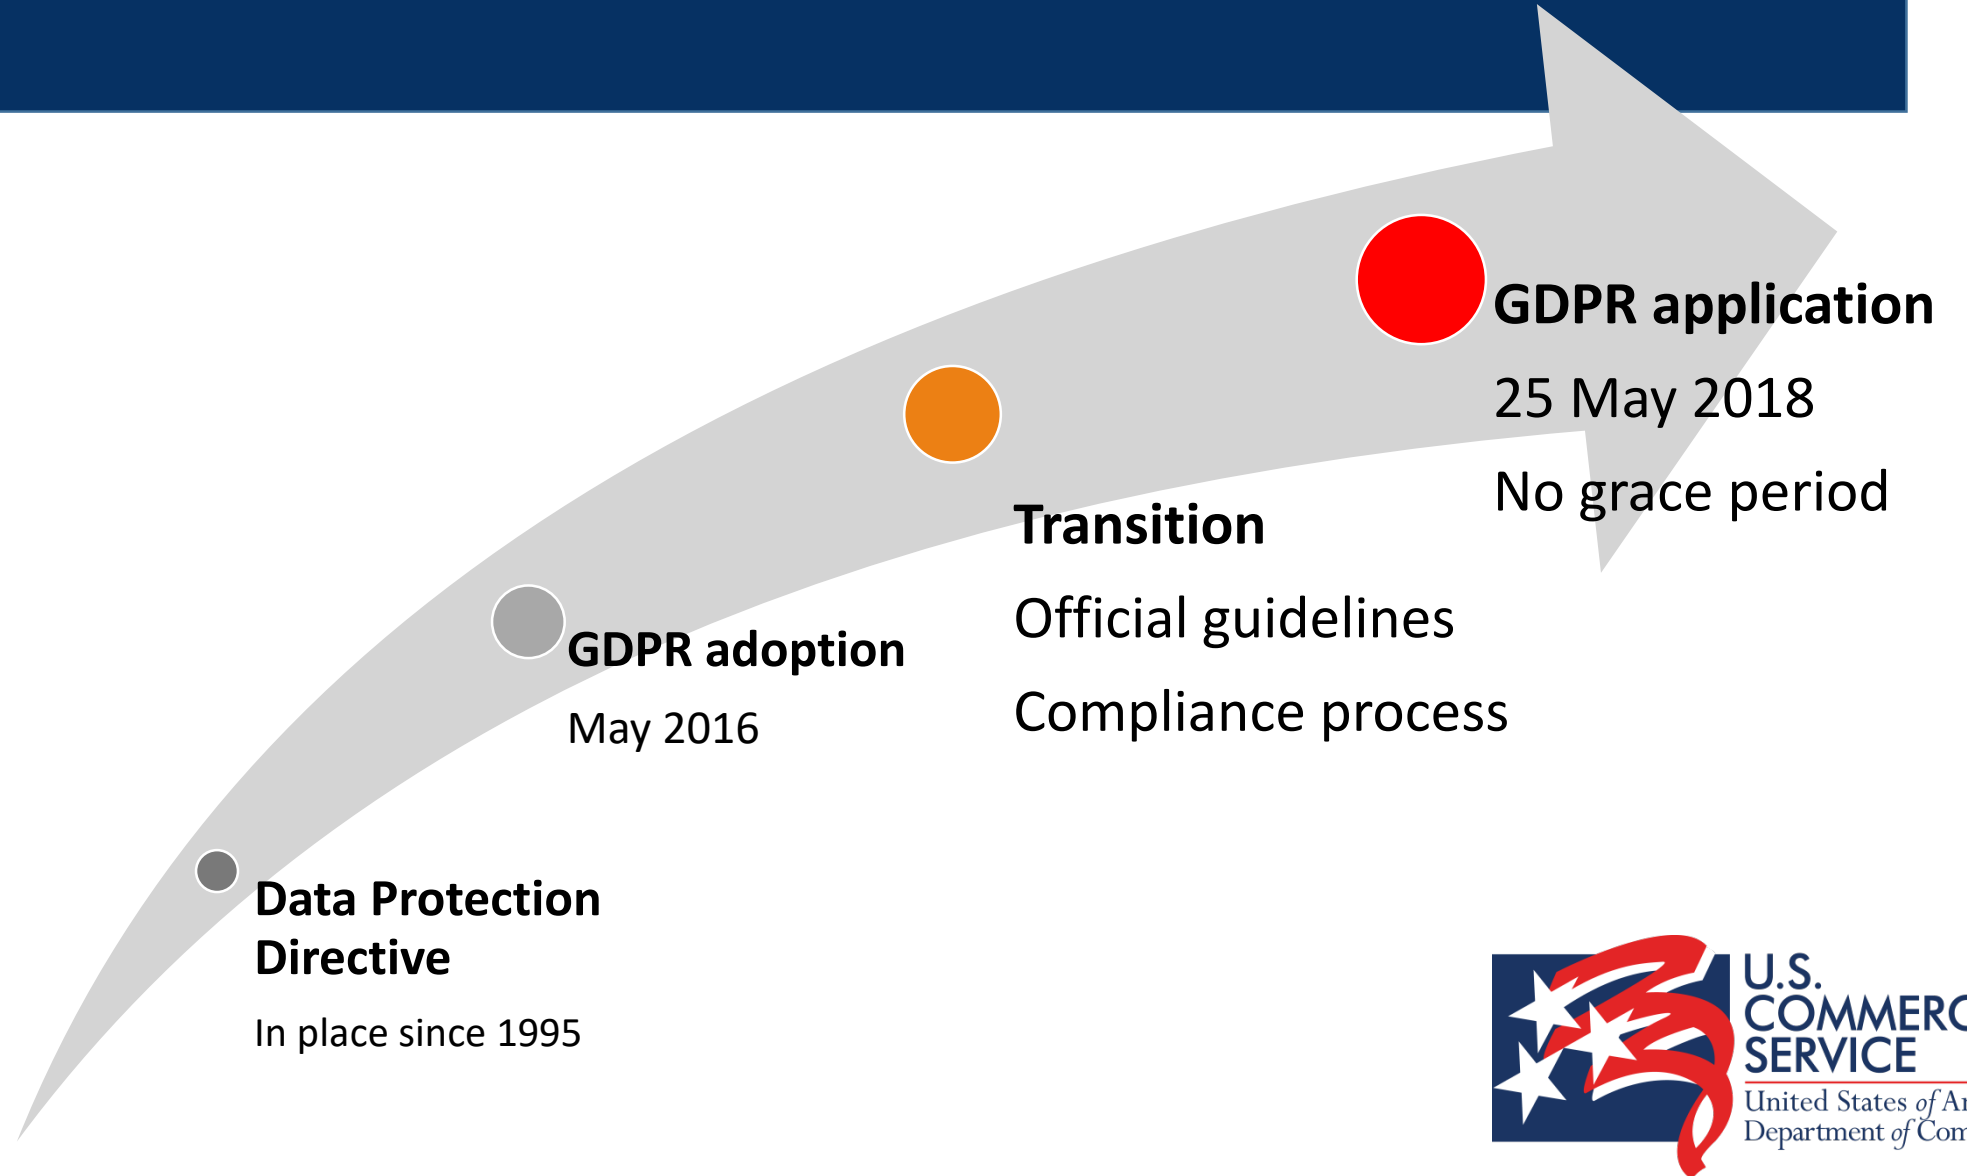 GDPR application
25 May 2018
No grace period
Transition
Official guidelines
Compliance process
GDPR adoption
May 2016
Data Protection
Directive
In place since 1995
U.S.
COMMERC
SERVICE
United States of
Department of